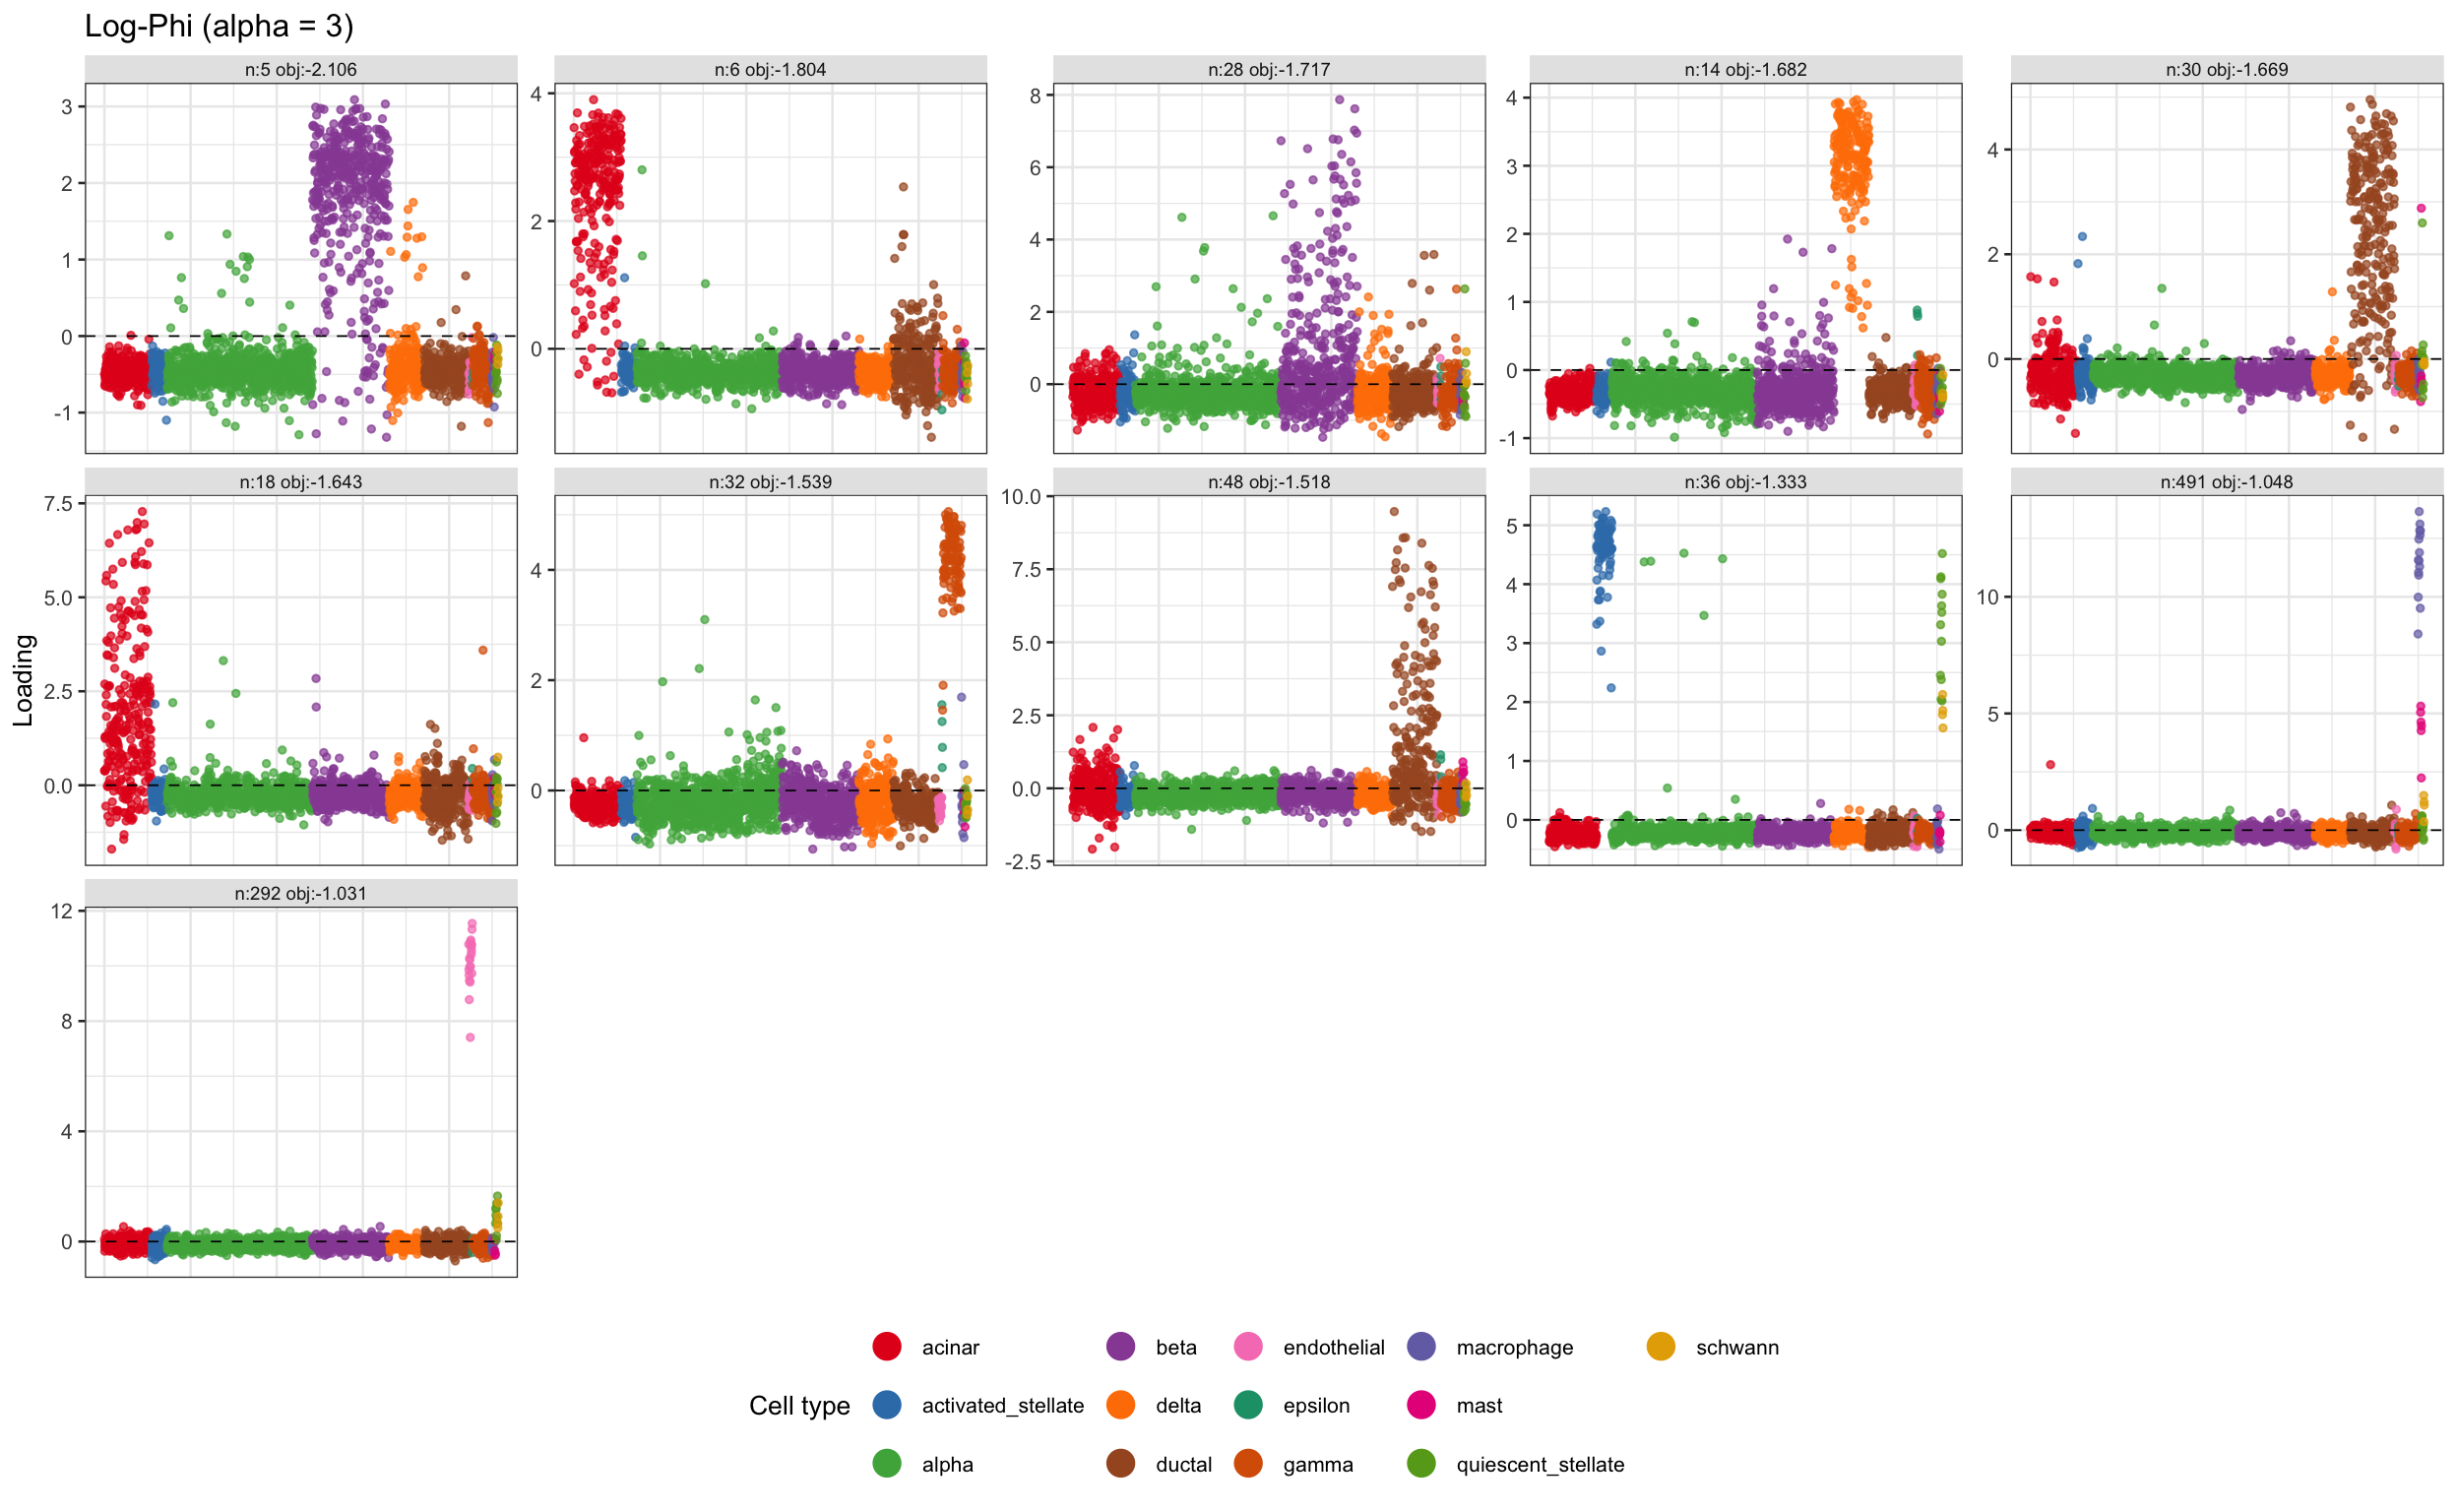 Log-Phi (alpha = 3)
n:5 obj:-2.106
n:6 obj:-1.804
n:28 obj:-1.717
n:14 obj:-1.682
n:30 obj:-1.669
3
2
1
0
-1
4
2
0
8
6
4
2
0
4
3
2
1
0
-1
4
2
0
n:18 obj:-1.643
n:32 obj:-1.539
n:48 obj:-1.518
n:36 obj:-1.333
n:491 obj:-1.048
7.5
5.0
2.5
0.0
4
2
0
10.0
7.5
5.0
2.5
0.0
-2.5
5
4
3
2
1
0
10
5
0
Loading
n:292 obj:-1.031
12
8
4
0
Cell type
acinar
activated_stellate
alpha
beta
delta
ductal
endothelial
epsilon
gamma
macrophage
mast
quiescent_stellate
schwann